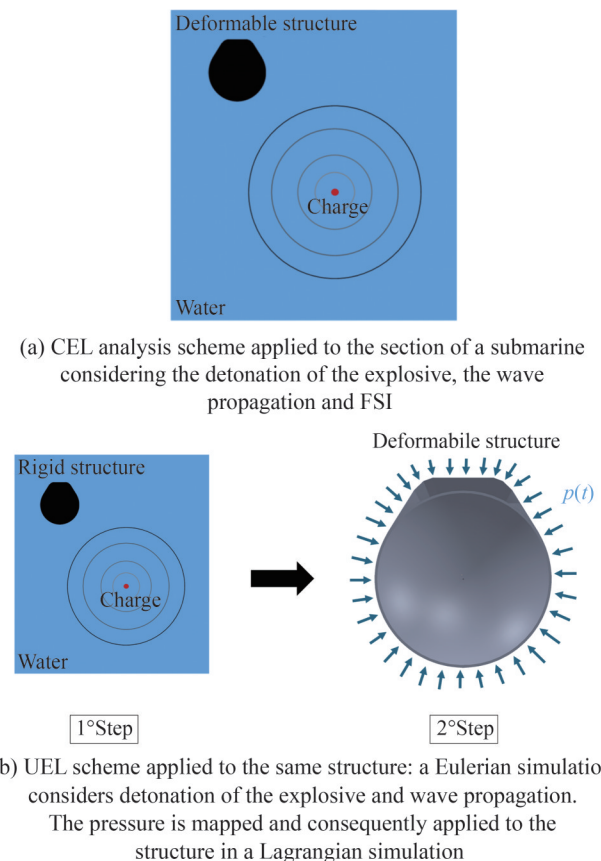 Deformable structure
Charge
Water
(a) CEL analysis scheme applied to the section of a submarine
considering the detonation of the explosive, the wave
propagation and FSI
Deformabile structure
Rigid structure
p(t)
Charge
Water
1°Step
2°Step
b) UEL scheme applied to the same structure: a Eulerian simulatio
considers detonation of the explosive and wave propagation.
The pressure is mapped and consequently applied to the
structure in a Lagrangian simulation